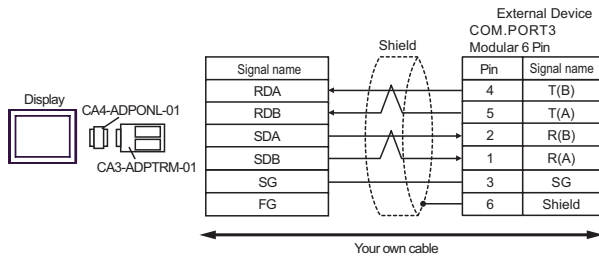 External Device
COM.PORT3
Modular 6 Pin
Shield
Signal name
Pin Signal name
RDA 4 T(B)
RDB 5 T(A)
SDA 2 R(B)
SDB 1 R(A)
SG 3 SG
FG 6 Shield
Display
CA4-ADPONL-01
CA3-ADPTRM-01
Your own cable